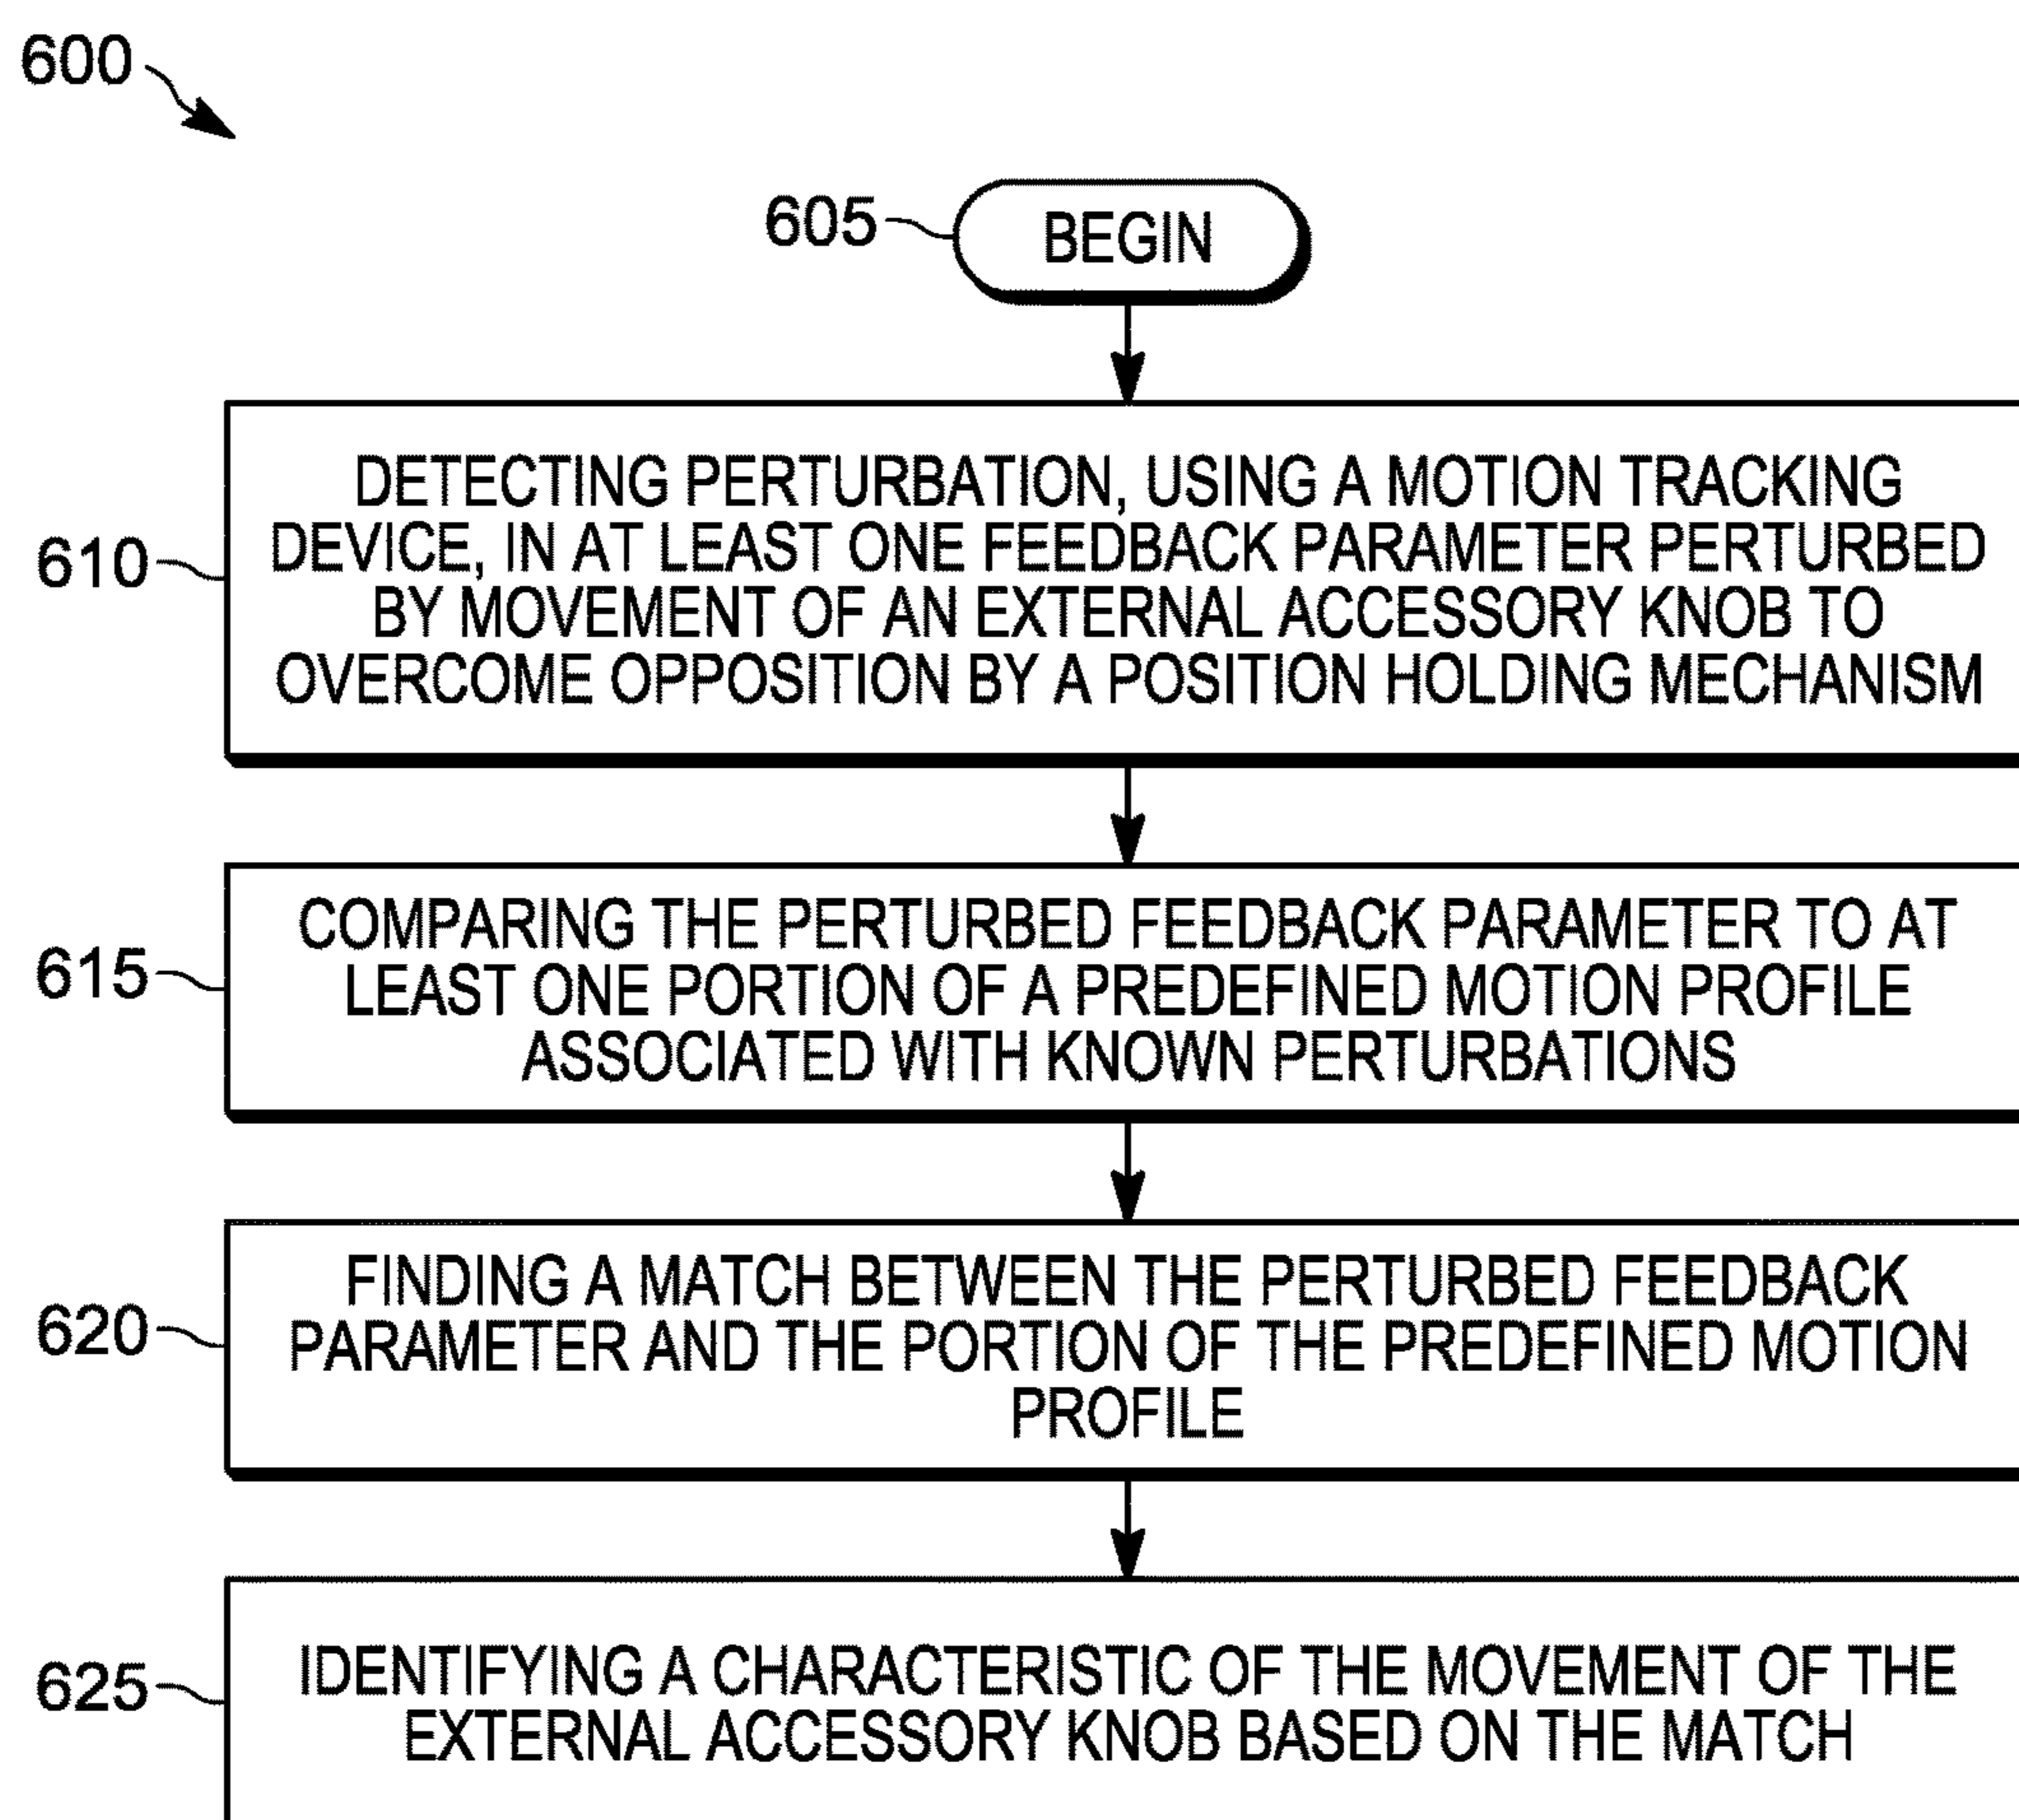 600
605
BEGIN
610
DETECTING PERTURBATION, USING A MOTION TRACKING
DEVICE, IN AT LEAST ONE FEEDBACK PARAMETER PERTURBED
BY MOVEMENT OF AN EXTERNAL ACCESSORY KNOB TO
OVERCOME OPPOSITION BY A POSITION HOLDING MECHANISM
615
COMPARING THE PERTURBED FEEDBACK PARAMETER TO AT
LEAST ONE PORTION OF A PREDEFINED MOTION PROFILE
ASSOCIATED WITH KNOWN PERTURBATIONS
620
FINDING A MATCH BETWEEN THE PERTURBED FEEDBACK
PARAMETER AND THE PORTION OF THE PREDEFINED MOTION
PROFILE
625
IDENTIFYING A CHARACTERISTIC OF THE MOVEMENT OF THE
EXTERNAL ACCESSORY KNOB BASED ON THE MATCH